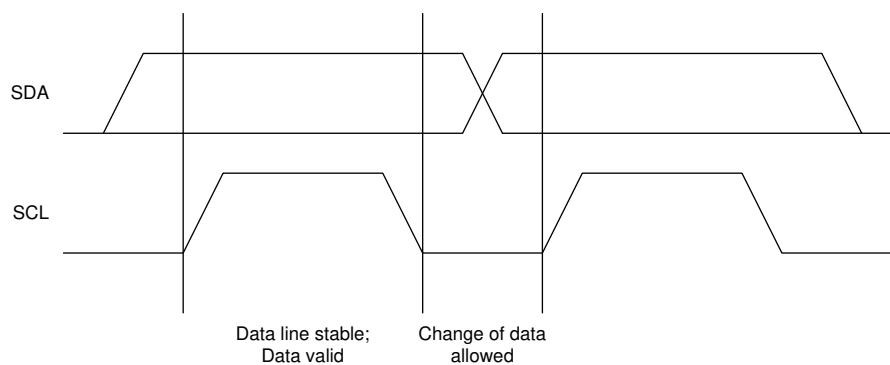 SDA
SCL
Data line stable;
Data valid
Change of data
allowed